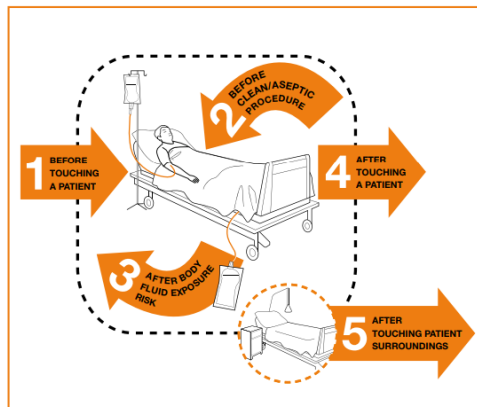 1 BEFORE
TOUCHING
A PATIENT
2 BEFORE
CLEAN/ASEPTIC
PROCEDURE
3 AFTER BODY
FLUID EXPOSURE
RISK
4 AFTER
TOUCHING
A PATIENT
5 AFTER
TOUCHING PATIENT
SURROUNDINGS